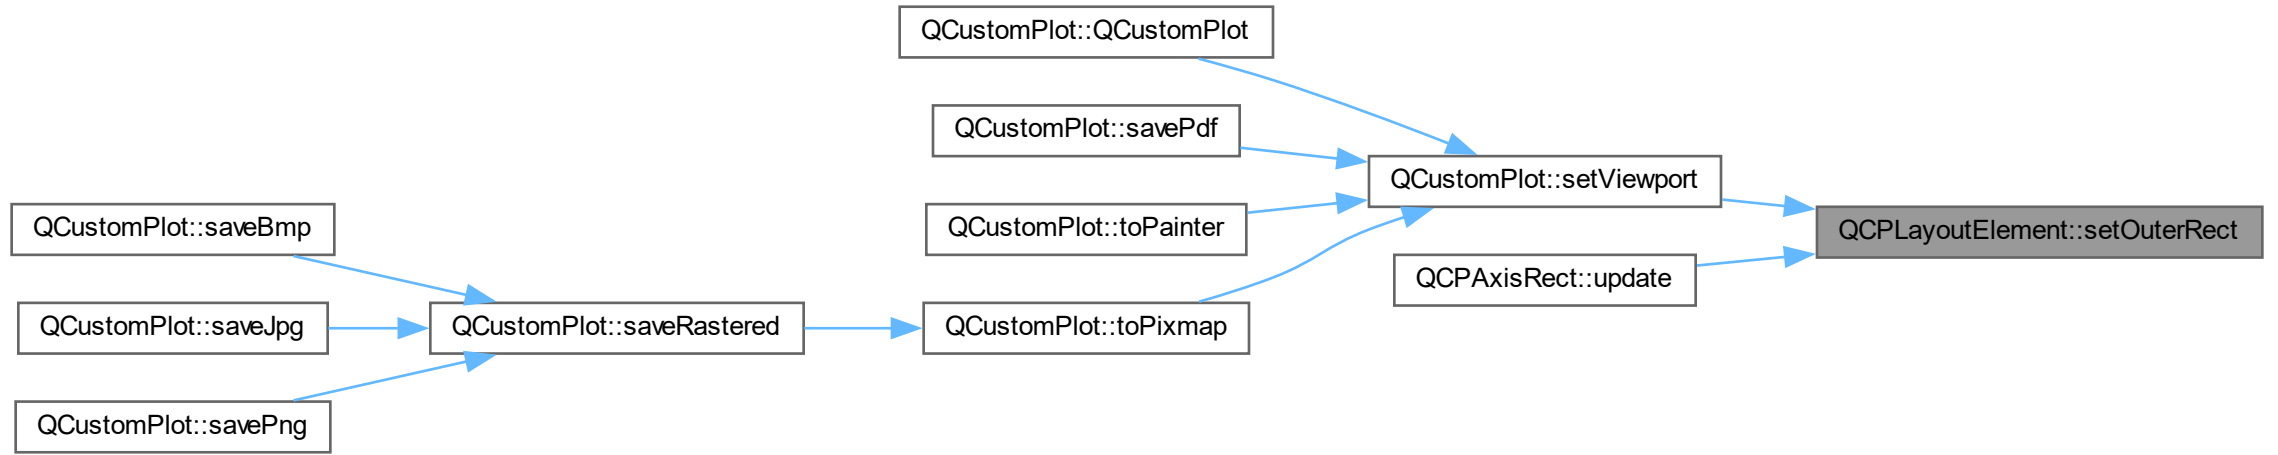 QCustomPlot::QCustomPlot
QCustomPlot::savePdf
QCustomPlot::setViewport
QCustomPlot::saveBmp
QCustomPlot::toPainter
QCPLayoutElement::setOuterRect
QCPAxisRect::update
QCustomPlot::saveJpg
QCustomPlot::saveRastered
QCustomPlot::toPixmap
QCustomPlot::savePng